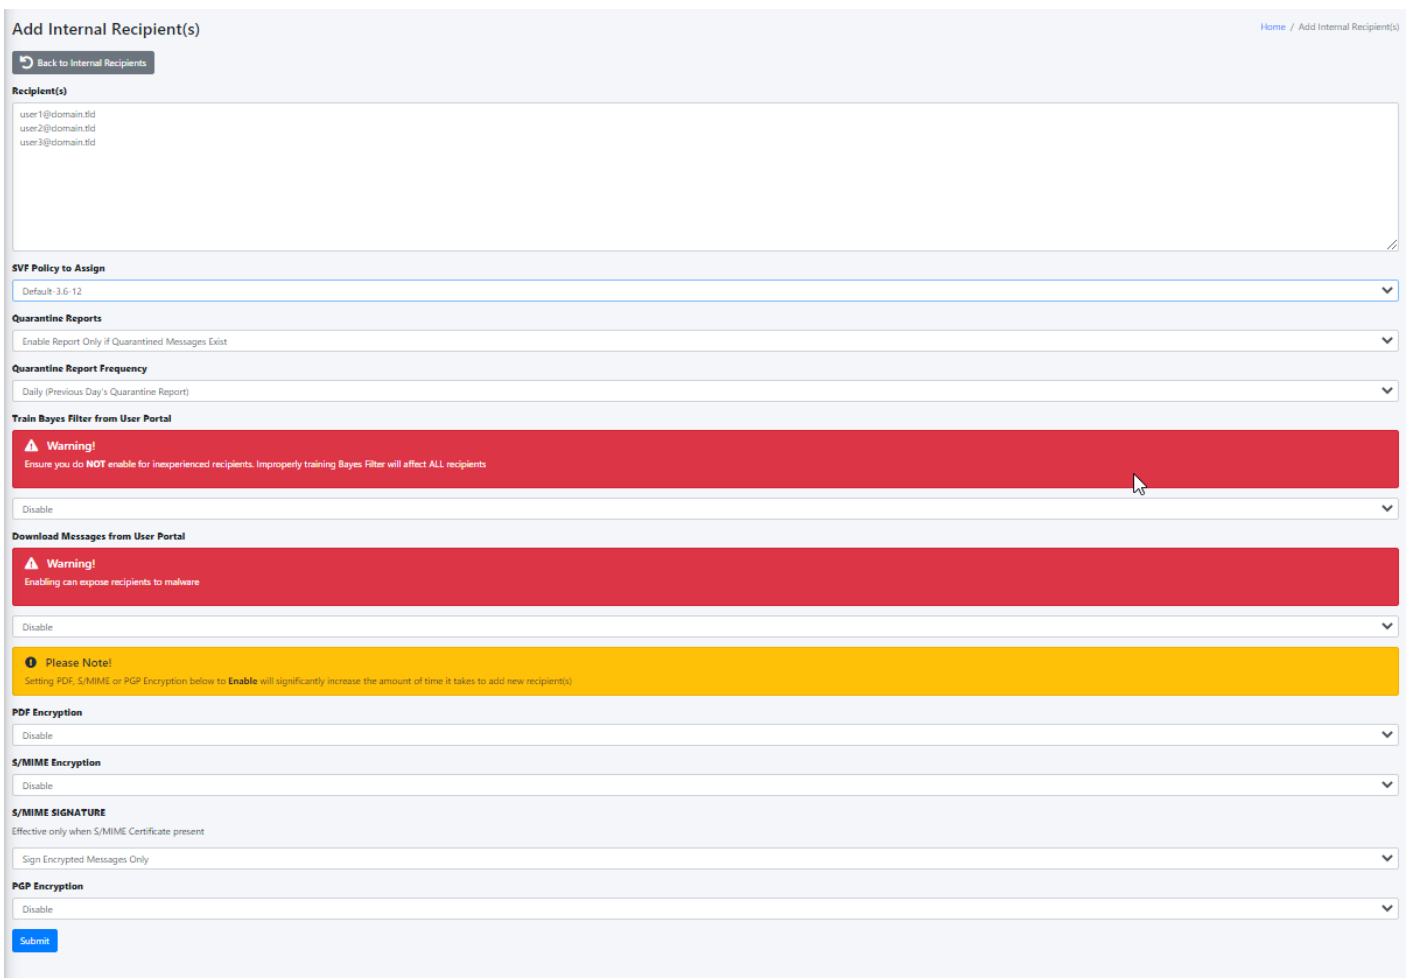 Add Internal Recipient(s)
Home / Add Internal Recipient(s)
Back to Internal Recipients
Recipient(s)
user1@domain.tld
user2@domain.tld
user3@domain.tld
SVF Policy to Assign
Default-3.6-12
Quarantine Reports
Enable Report Only if Quarantined Messages Exist
Quarantine Report Frequency
Daily (Previous Day's Quarantine Report)
Train Bayes Filter from User Portal
Warning!
Ensure you do NOT enable for inexperienced recipients. Improperly training Bayes Filter will affect ALL recipients
Disable
Download Messages from User Portal
Warning!
Enabling can expose recipients to malware
Disable
Please Note!
Setting PDF, S/MIME or PGP Encryption below to Enable will significantly increase the amount of time it takes to add new recipient(s)
PDF Encryption
Disable
S/MIME Encryption
Disable
S/MIME SIGNATURE
Effective only when S/MIME Certificate present
Sign Encrypted Messages Only
PGP Encryption
Disable
Submit